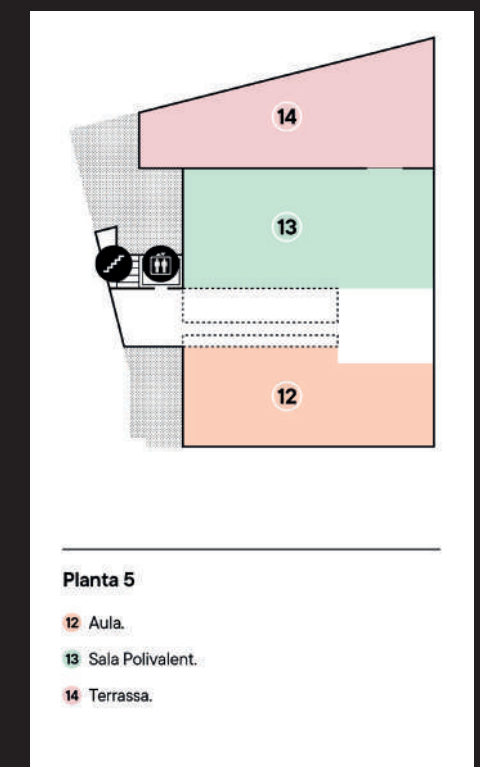 14
13
12
Planta 5
12 Aula.
13 Sala Polivalent.
14 Terrassa.